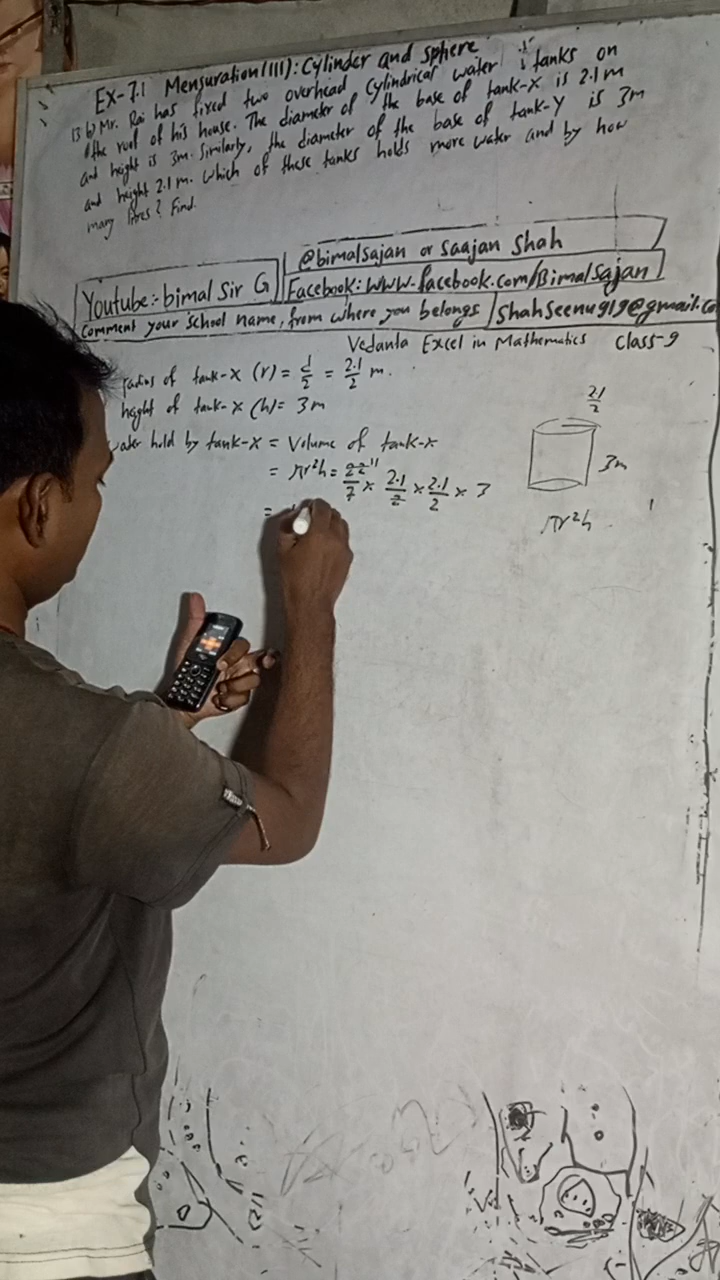 Ex-7.1 Mensuration(III): Cylinder and sphere
13 b) Mr. Rai has fixed two overhead Cylindrical water tanks on
the roof of his house. The diameter of the base of tank-X is 2.1m
and height is 3m. Similarly, the diameter of the base of tank-Y is 3m
and height 2.1m. Which of these tanks holds more water and by how
many litres? Find.
@bimalsajan or Saajan Shah
Youtube:- bimal Sir G
Facebook: WWW.facebook.com/Bimalsajan
Comment your school name, from where you belongs
Shahseenu919@gmail.co
Vedanta Excel in Mathematics Class-9
radius of tank-X (r) = d/2 = 2.1/2 m.
height of tank-X (h) = 3m
water held by tank-X = Volume of tank-x
= πr²h = 22/7 11 × 2.1/2 × 2.1/2 × 3
=
2.1/2
3m
πr²h